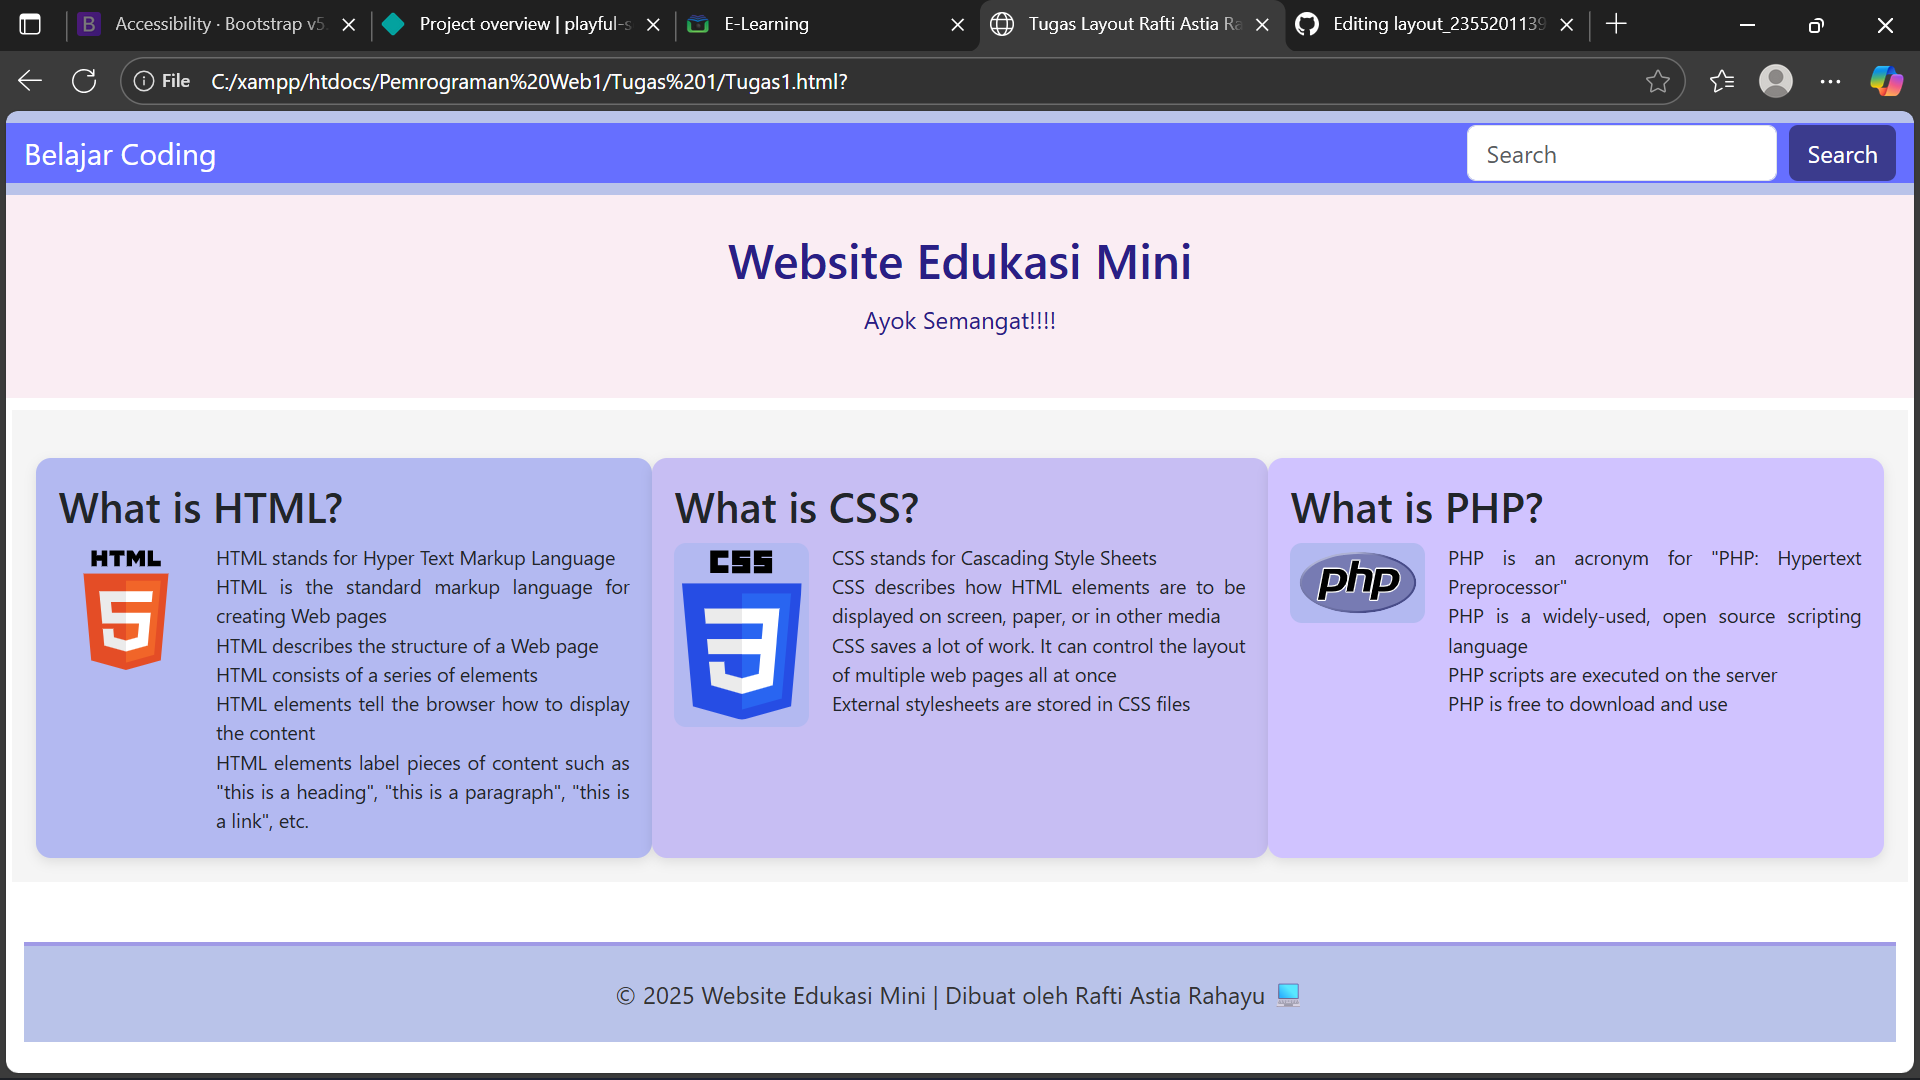 Accessibility · Bootstrap v5.
Project overview | playful-s
E-Learning
Tugas Layout Rafti Astia Ra
Editing layout_2355201139
File C:/xampp/htdocs/Pemrograman%20Web1/Tugas%201/Tugas1.html?
Belajar Coding
Search
Search
Website Edukasi Mini
Ayok Semangat!!!!
What is HTML?
HTML
5
HTML stands for Hyper Text Markup Language
HTML is the standard markup language for
creating Web pages
HTML describes the structure of a Web page
HTML consists of a series of elements
HTML elements tell the browser how to display
the content
HTML elements label pieces of content such as
"this is a heading", "this is a paragraph", "this is
a link", etc.
What is CSS?
CSS
3
CSS stands for Cascading Style Sheets
CSS describes how HTML elements are to be
displayed on screen, paper, or in other media
CSS saves a lot of work. It can control the layout
of multiple web pages all at once
External stylesheets are stored in CSS files
What is PHP?
php
PHP is an acronym for "PHP: Hypertext
Preprocessor"
PHP is a widely-used, open source scripting
language
PHP scripts are executed on the server
PHP is free to download and use
© 2025 Website Edukasi Mini | Dibuat oleh Rafti Astia Rahayu 💻